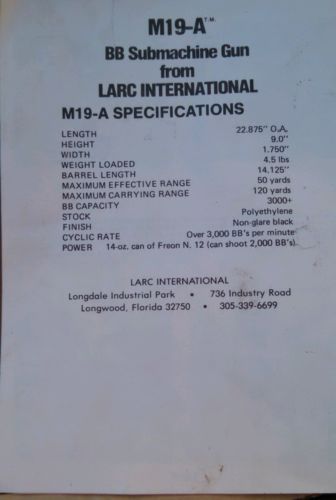 M19-A™
BB Submachine Gun
from
LARC INTERNATIONAL
M19-A SPECIFICATIONS
LENGTH 22.875" O.A.
HEIGHT 9.0"
WIDTH 1.750"
WEIGHT LOADED 4.5 lbs
BARREL LENGTH 14,125"
MAXIMUM EFFECTIVE RANGE 50 yards
MAXIMUM CARRYING RANGE 120 yards
BB CAPACITY 3000+
STOCK Polyethylene
FINISH Non-glare black
CYCLIC RATE Over 3,000 BB's per minute
POWER 14-oz. can of Freon N. 12 (can shoot 2,000 BB's)
LARC INTERNATIONAL
Longdale Industrial Park • 736 Industry Road
Longwood, Florida 32750 • 305-339-6699